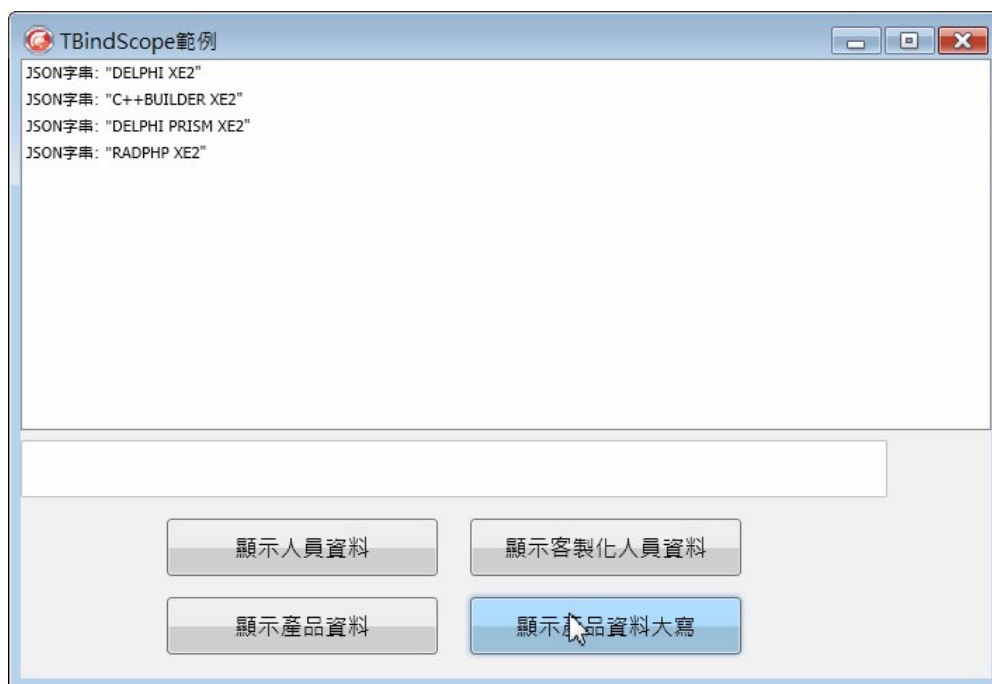 TBindScope範例
JSON字串: "DELPHI XE2"
JSON字串: "C++BUILDER XE2"
JSON字串: "DELPHI PRISM XE2"
JSON字串: "RADPHP XE2"
顯示人員資料
顯示客製化人員資料
顯示產品資料
顯示產品資料大寫